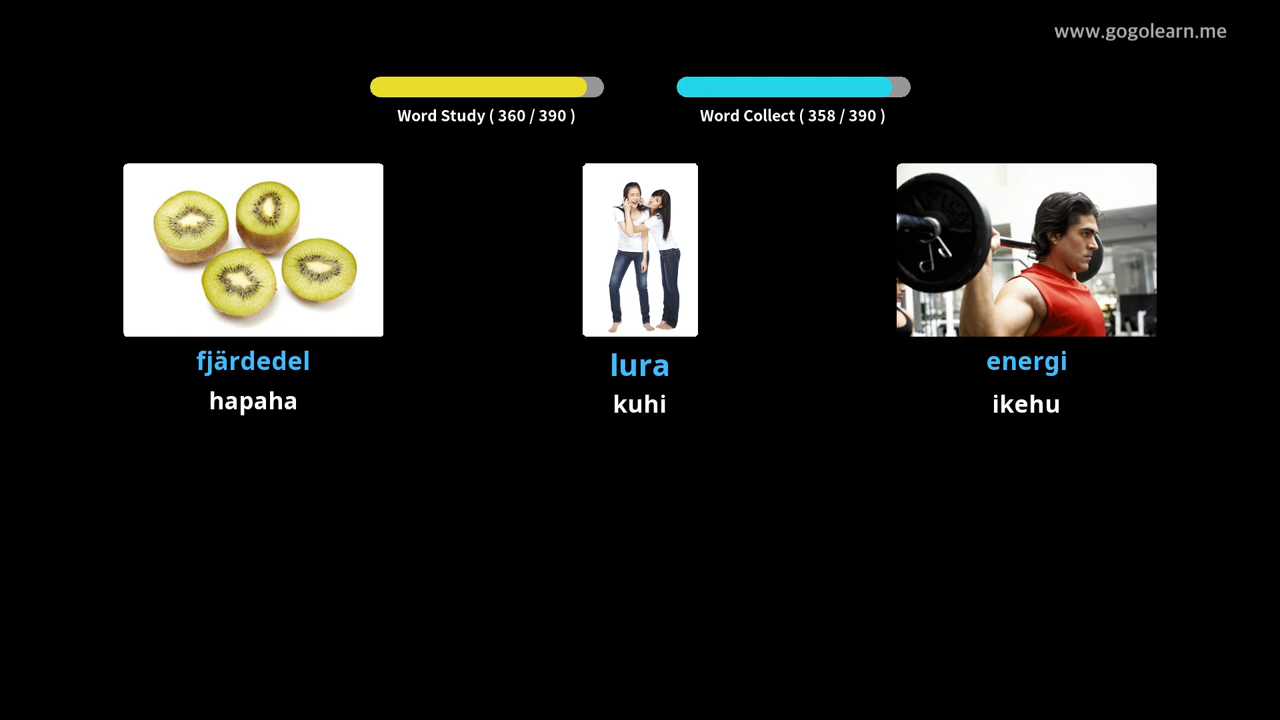 www.gogolearn.me
Word Study ( 360 / 390 )
Word Collect ( 358 / 390 )
fjärdedel
lura
energi
hapaha
kuhi
ikehu